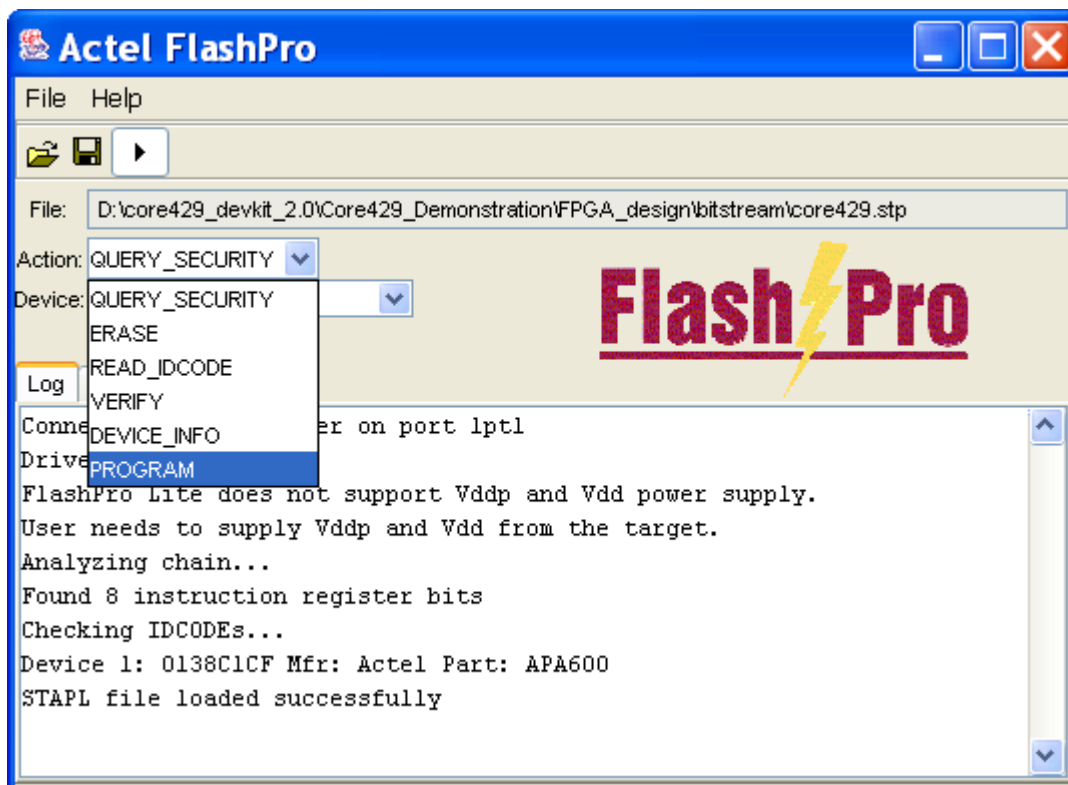 Actel FlashPro
File Help
File: D:\core429_devkit_2.0\Core429_Demonstration\FPGA_design\bitstream\core429.stp
Action: QUERY_SECURITY
Device: QUERY_SECURITY
ERASE
READ_IDCODE
VERIFY
DEVICE_INFO
PROGRAM
Flash Pro
Log
Conne er on port lpt1
Drive
FlashPro Lite does not support Vddp and Vdd power supply.
User needs to supply Vddp and Vdd from the target.
Analyzing chain...
Found 8 instruction register bits
Checking IDCODEs...
Device 1: 0138C1CF Mfr: Actel Part: APA600
STAPL file loaded successfully